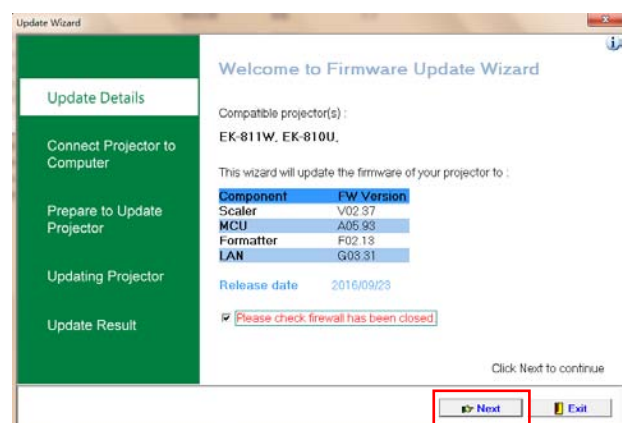 Update Wizard
Welcome to Firmware Update Wizard
Update Details
Compatible projector(s) :
EK-811W, EK-810U,
Connect Projector to
Computer
This wizard will update the firmware of your projector to :
Component FW Version
Scaler V02.37
MCU A05.93
Formatter F02.13
LAN G03.31
Prepare to Update
Projector
Updating Projector
Release date 2016/09/23
Please check firewall has been closed.
Update Result
Click Next to continue
Next
Exit